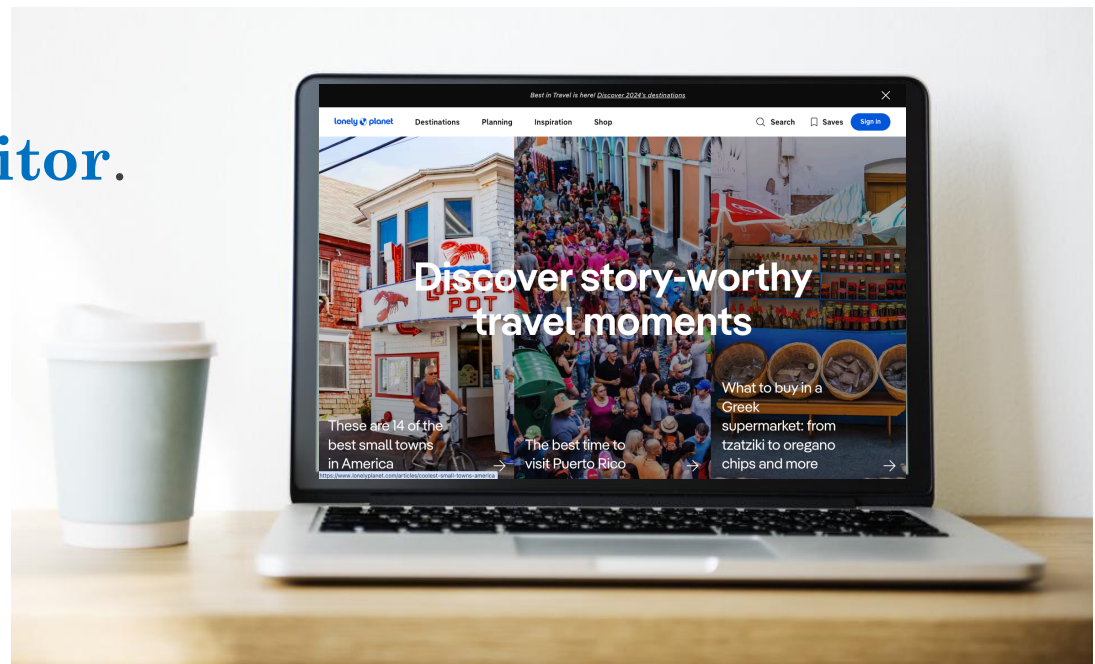 itor.
Best in Travel is here! Discover 2024's destinations
lonely planet Destinations Planning Inspiration Shop Search Saves Sign in
POT
Discover story-worthy
travel moments
These are 14 of the
best small towns
in America
The best time to
visit Puerto Rico
What to buy in a
Greek
supermarket: from
tzatziki to oregano
chips and more
https://www.lonelyplanet.com/articles/coolest-small-towns-america